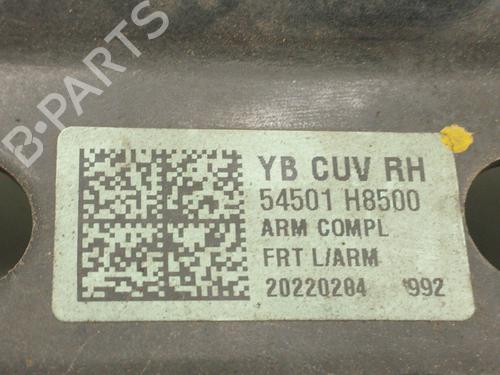 B-PARTS
YB CUV RH
54501 H8500
ARM COMPL
FRT L/ARM
20220204 992